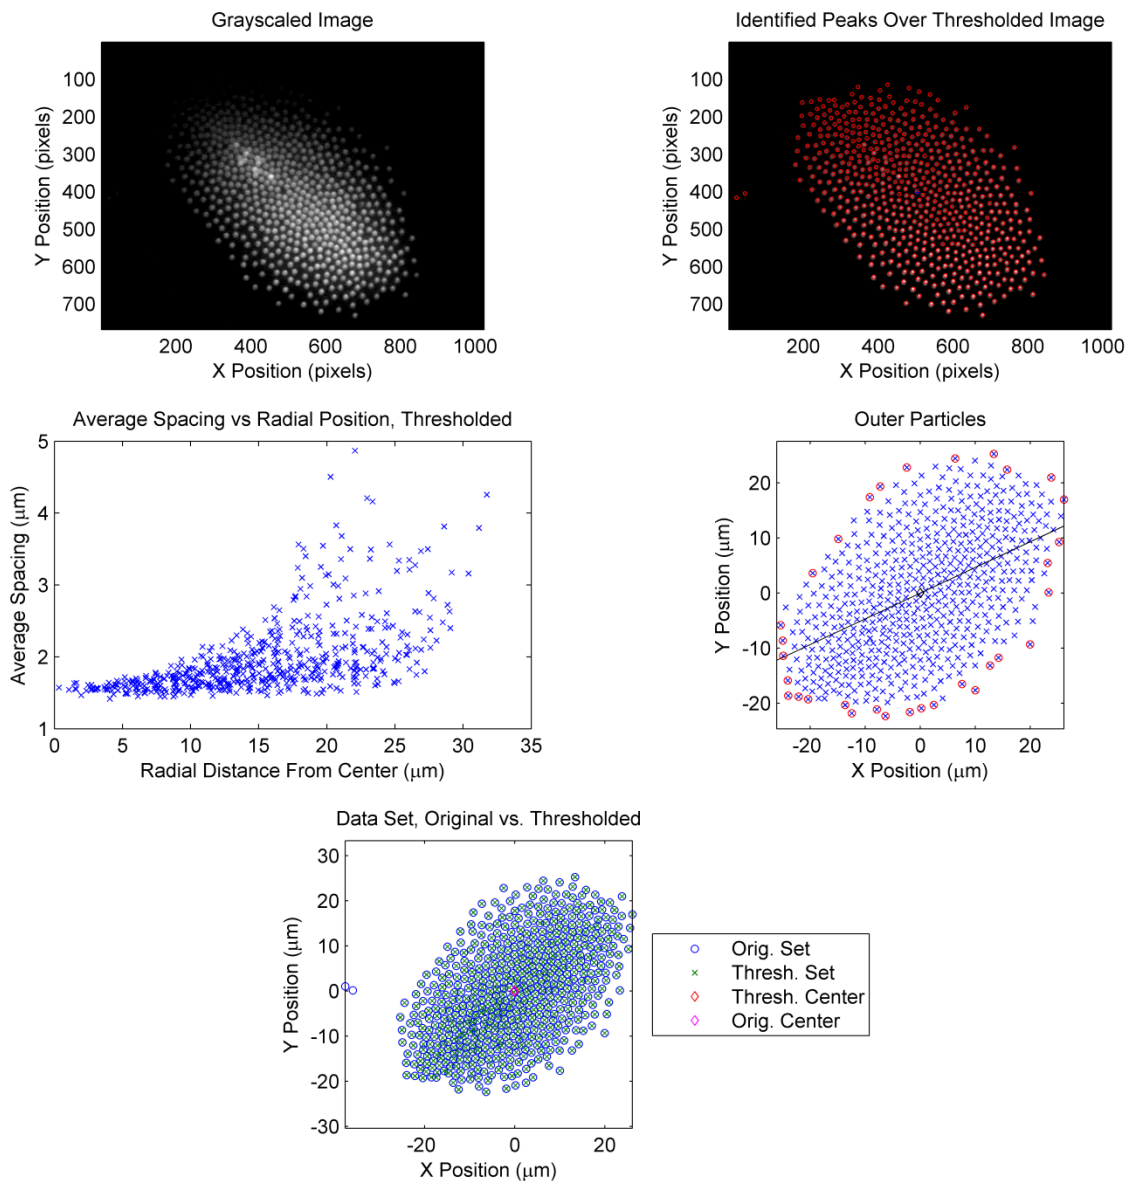 Grayscaled Image
Y Position (pixels)
100
200
300
400
500
600
700
200 400 600 800 1000
X Position (pixels)
Identified Peaks Over Thresholded Image
Y Position (pixels)
100
200
300
400
500
600
700
200 400 600 800 1000
X Position (pixels)
Average Spacing vs Radial Position, Thresholded
Average Spacing (μm)
5
4
3
2
1
0 5 10 15 20 25 30 35
Radial Distance From Center (μm)
Outer Particles
Y Position (μm)
20
10
0
-10
-20
-20 -10 0 10 20
X Position (μm)
Data Set, Original vs. Thresholded
Y Position (μm)
30
20
10
0
-10
-20
-30
-20 0 20
X Position (μm)
Orig. Set
Thresh. Set
Thresh. Center
Orig. Center